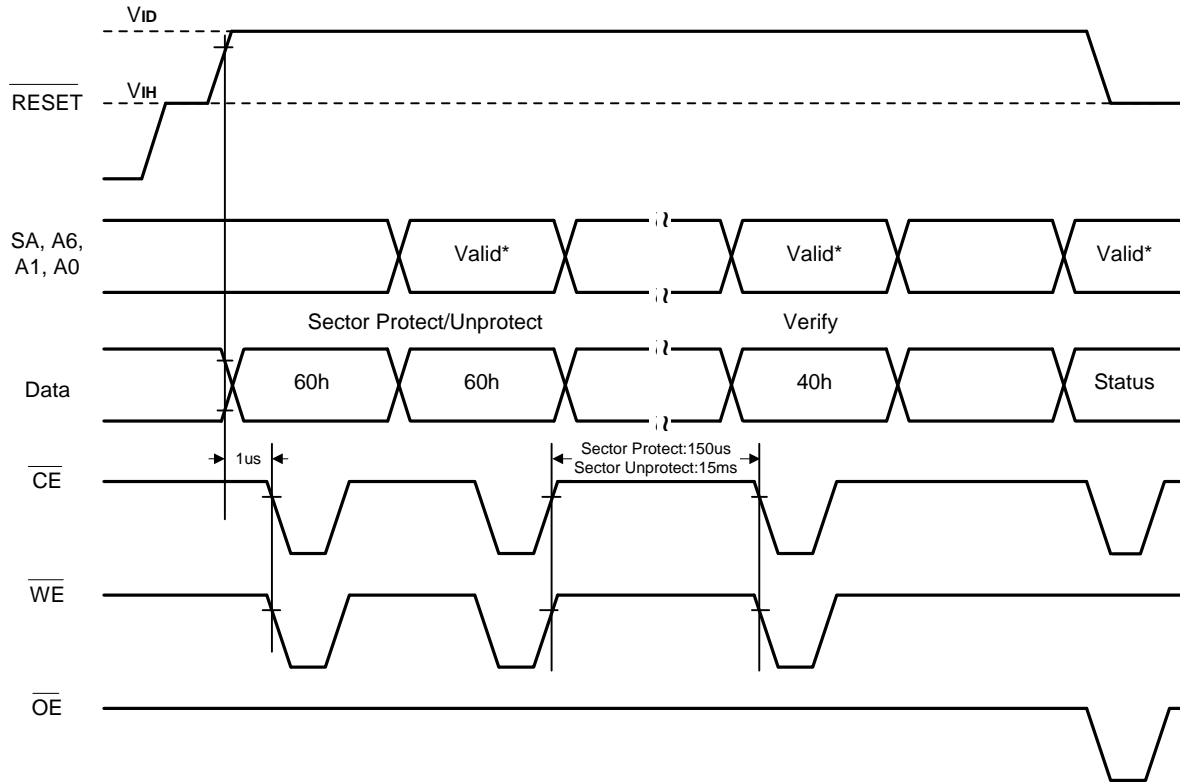 VID
VIH
RESET
SA, A6,
A1, A0
Valid*
Valid*
Valid*
Sector Protect/Unprotect
Verify
Data
60h
60h
40h
Status
1us
Sector Protect:150us
Sector Unprotect:15ms
CE
WE
OE